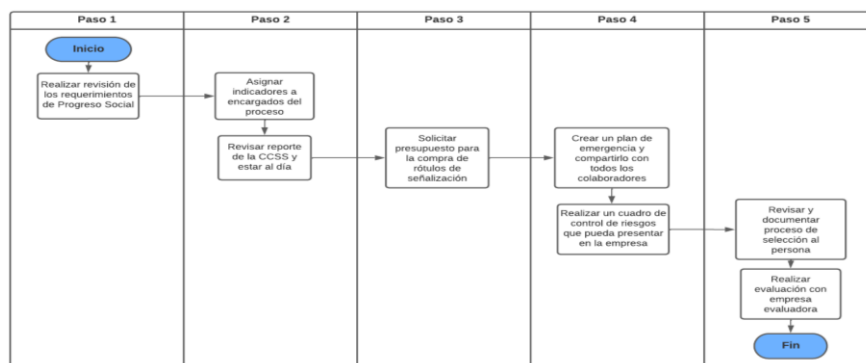 Paso 1
Paso 2
Paso 3
Paso 4
Paso 5
Inicio
Realizar revisión de
los requerimientos
de Progreso Social
Asignar
indicadores a
encargados del
proceso
Revisar reporte
de la CCSS y
estar al día
Solicitar
presupuesto para
la compra de
rótulos de
señalización
Crear un plan de
emergencia y
compartirlo con
todos los
colaboradores
Realizar un cuadro de
control de riesgos
que pueda presentar
en la empresa
Revisar y
documentar
proceso de
selección al
persona
Realizar
evaluación con
empresa
evaluadora
Fin